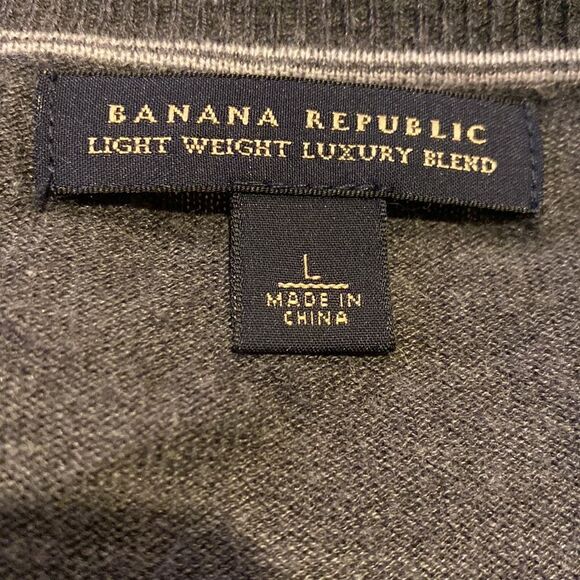 BANANA REPUBLIC
LIGHT WEIGHT LUXURY BLEND
L
MADE IN
CHINA